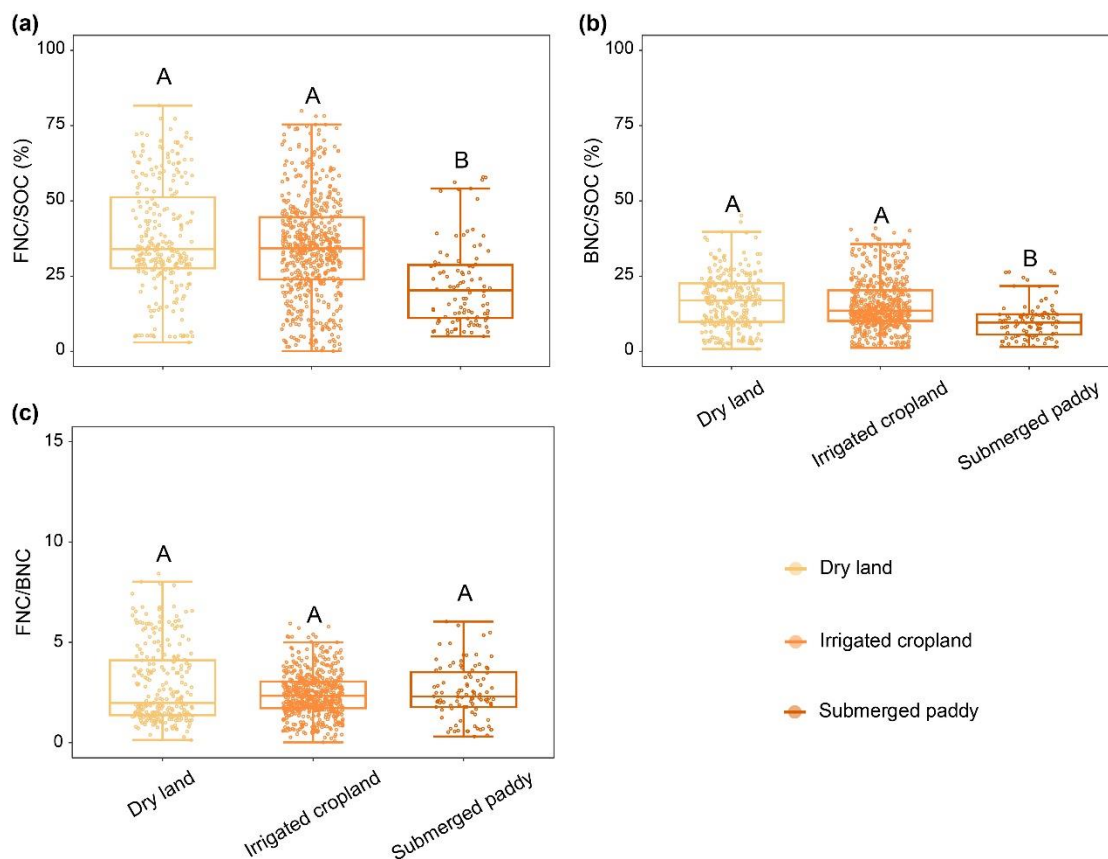 (a)
FNC/SOC (%)
100
75
50
25
0
A
A
B
(b)
BNC/SOC (%)
100
75
50
25
0
A
A
B
Dry land
Irrigated cropland
Submerged paddy
(c)
FNC/BNC
15
10
5
0
A
A
A
Dry land
Irrigated cropland
Submerged paddy
Dry land
Irrigated cropland
Submerged paddy